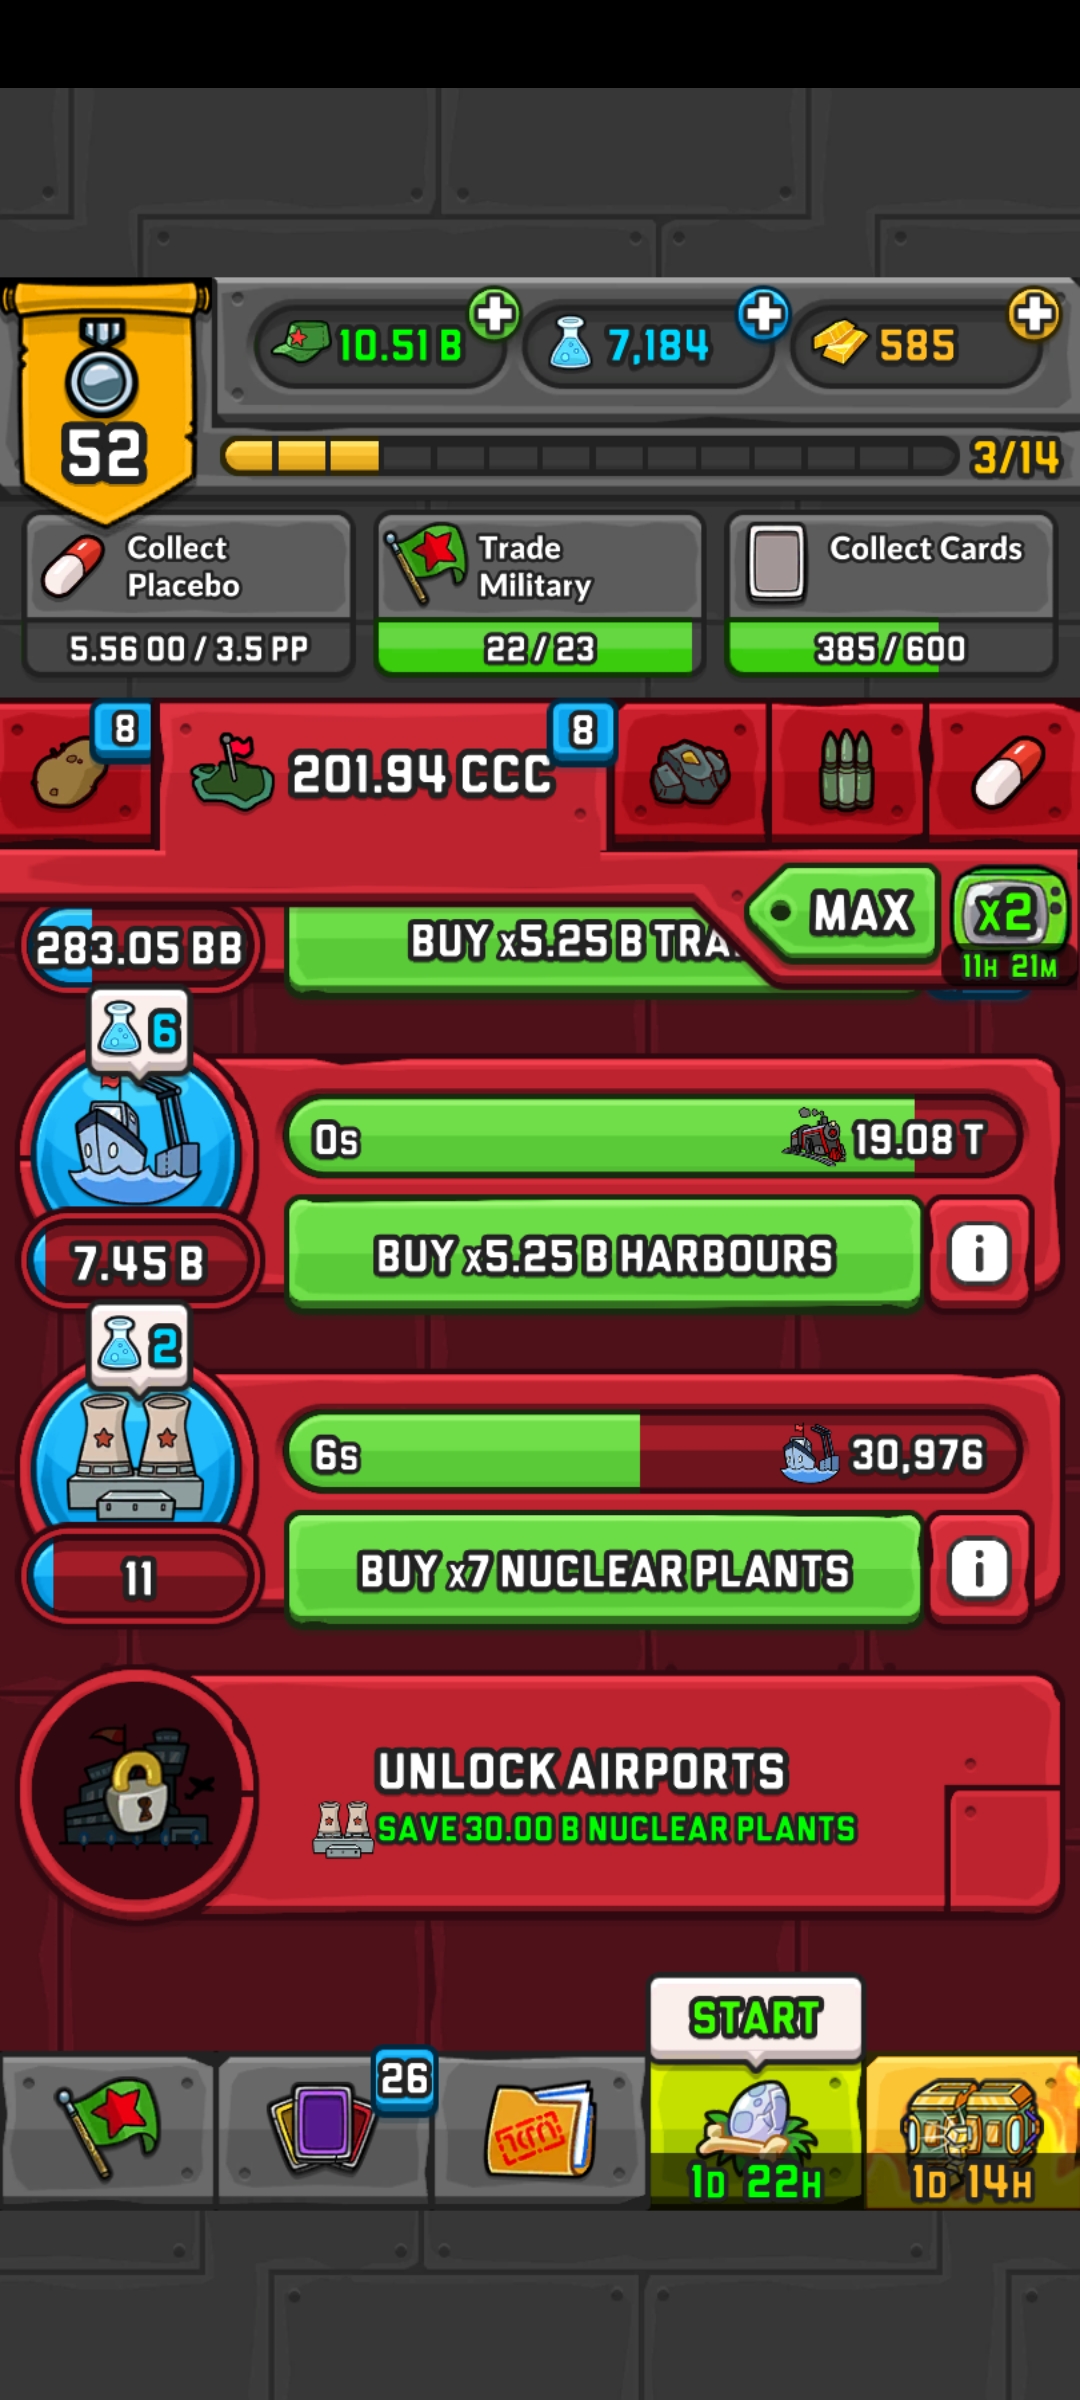 10.51 B
7,184
585
52
3/14
Collect
Placebo
5.56 OO / 3.5 PP
Trade
Military
22 / 23
Collect Cards
385 / 600
8
201.94 CCC
8
MAX
x2
11H 21M
283.05 BB
BUY x5.25 B TRA...
6
0s
19.08 T
7.45 B
BUY x5.25 B HARBOURS
i
2
6s
30,976
11
BUY x7 NUCLEAR PLANTS
i
UNLOCK AIRPORTS
SAVE 30.00 B NUCLEAR PLANTS
START
26
1D 22H
1D 14H